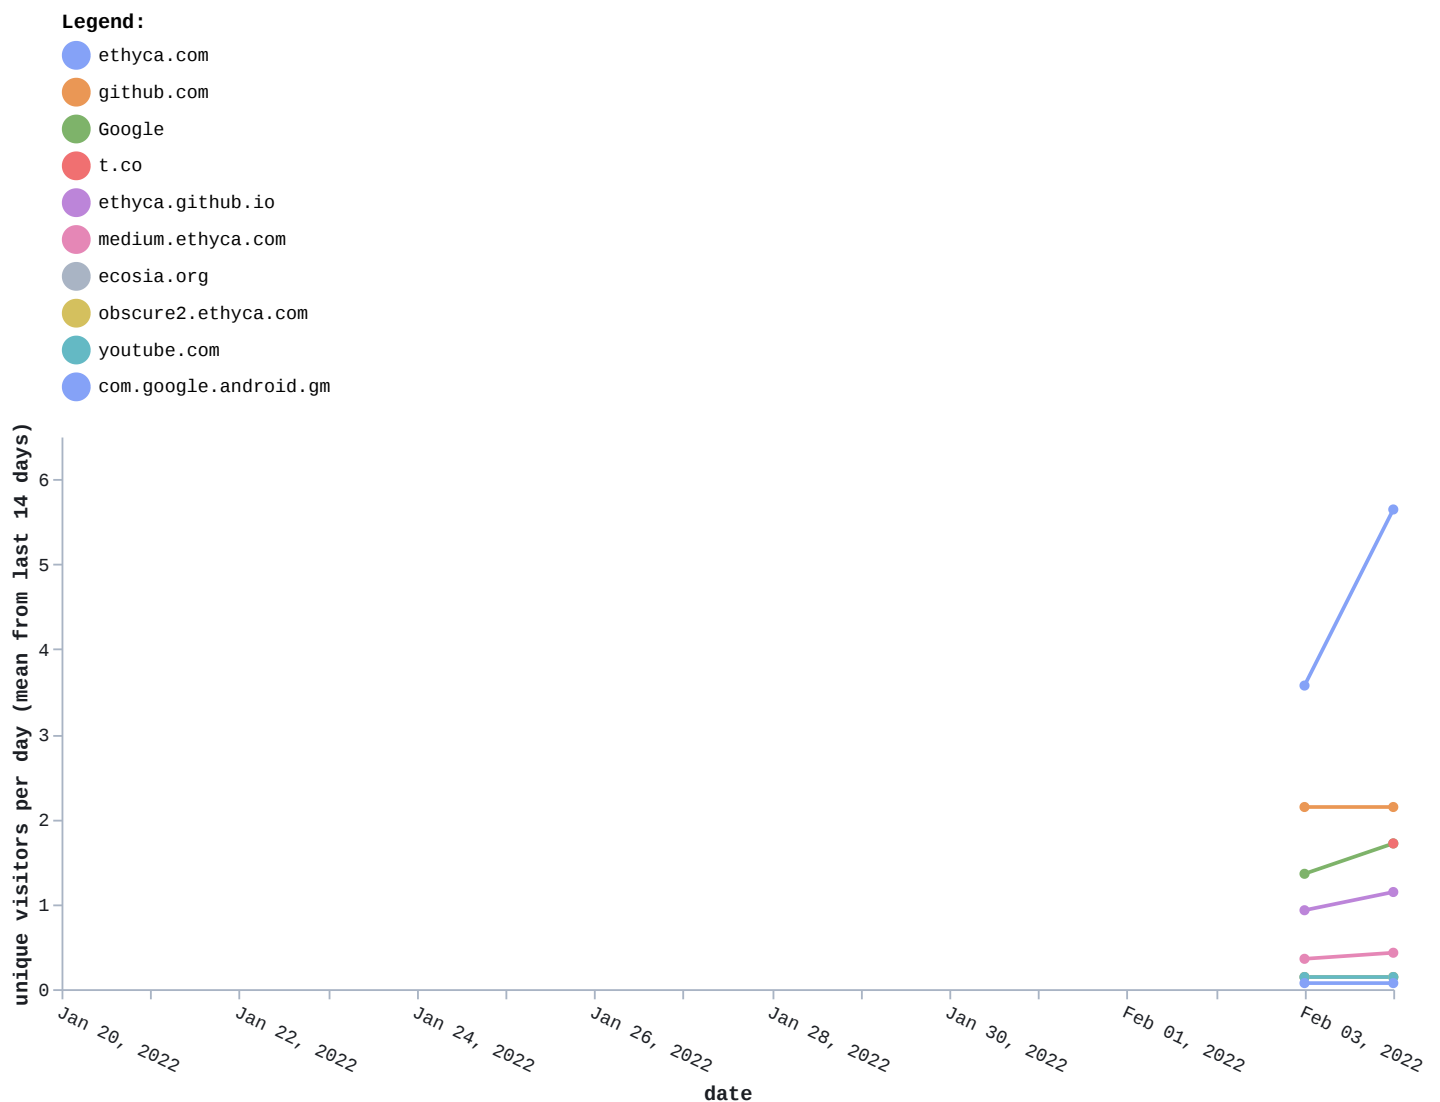 Legend:
ethyca.com
github.com
Google
t.co
ethyca.github.io
medium.ethyca.com
ecosia.org
obscure2.ethyca.com
youtube.com
com.google.android.gm
unique visitors per day (mean from last 14 days)
6
5
4
3
2
1
0
Jan 20, 2022
Jan 22, 2022
Jan 24, 2022
Jan 26, 2022
Jan 28, 2022
Jan 30, 2022
Feb 01, 2022
Feb 03, 2022
date